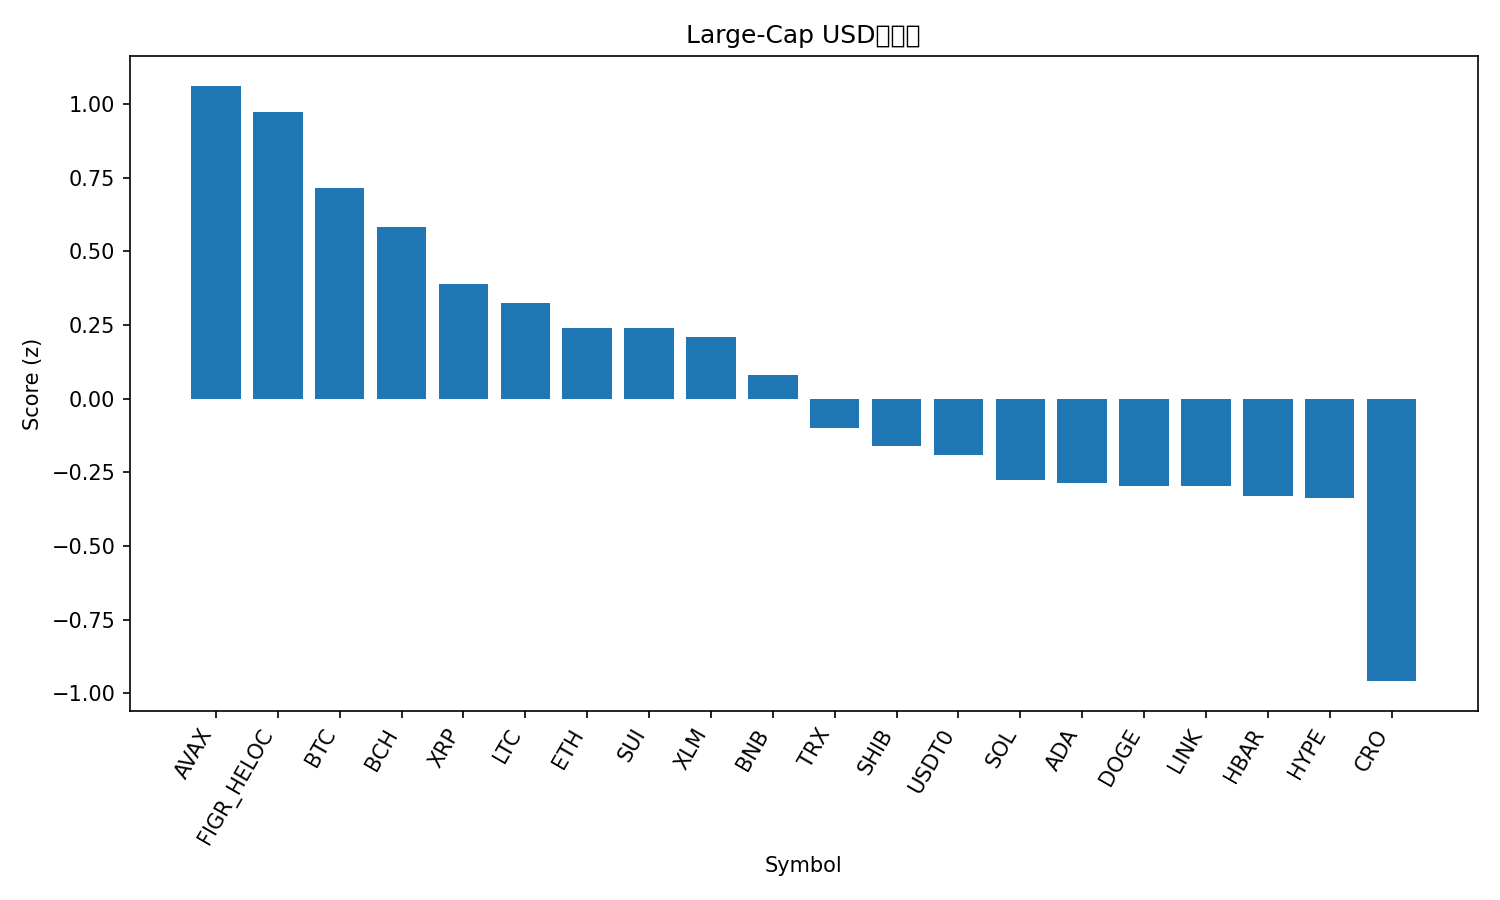 Large-Cap USD
1.00
0.75
0.50
0.25
0.00
−0.25
−0.50
−0.75
−1.00
Score (z)
AVAX
FIGR_HELOC
BTC
BCH
XRP
LTC
ETH
SUI
XLM
BNB
TRX
SHIB
USDT0
SOL
ADA
DOGE
LINK
HBAR
HYPE
CRO
Symbol